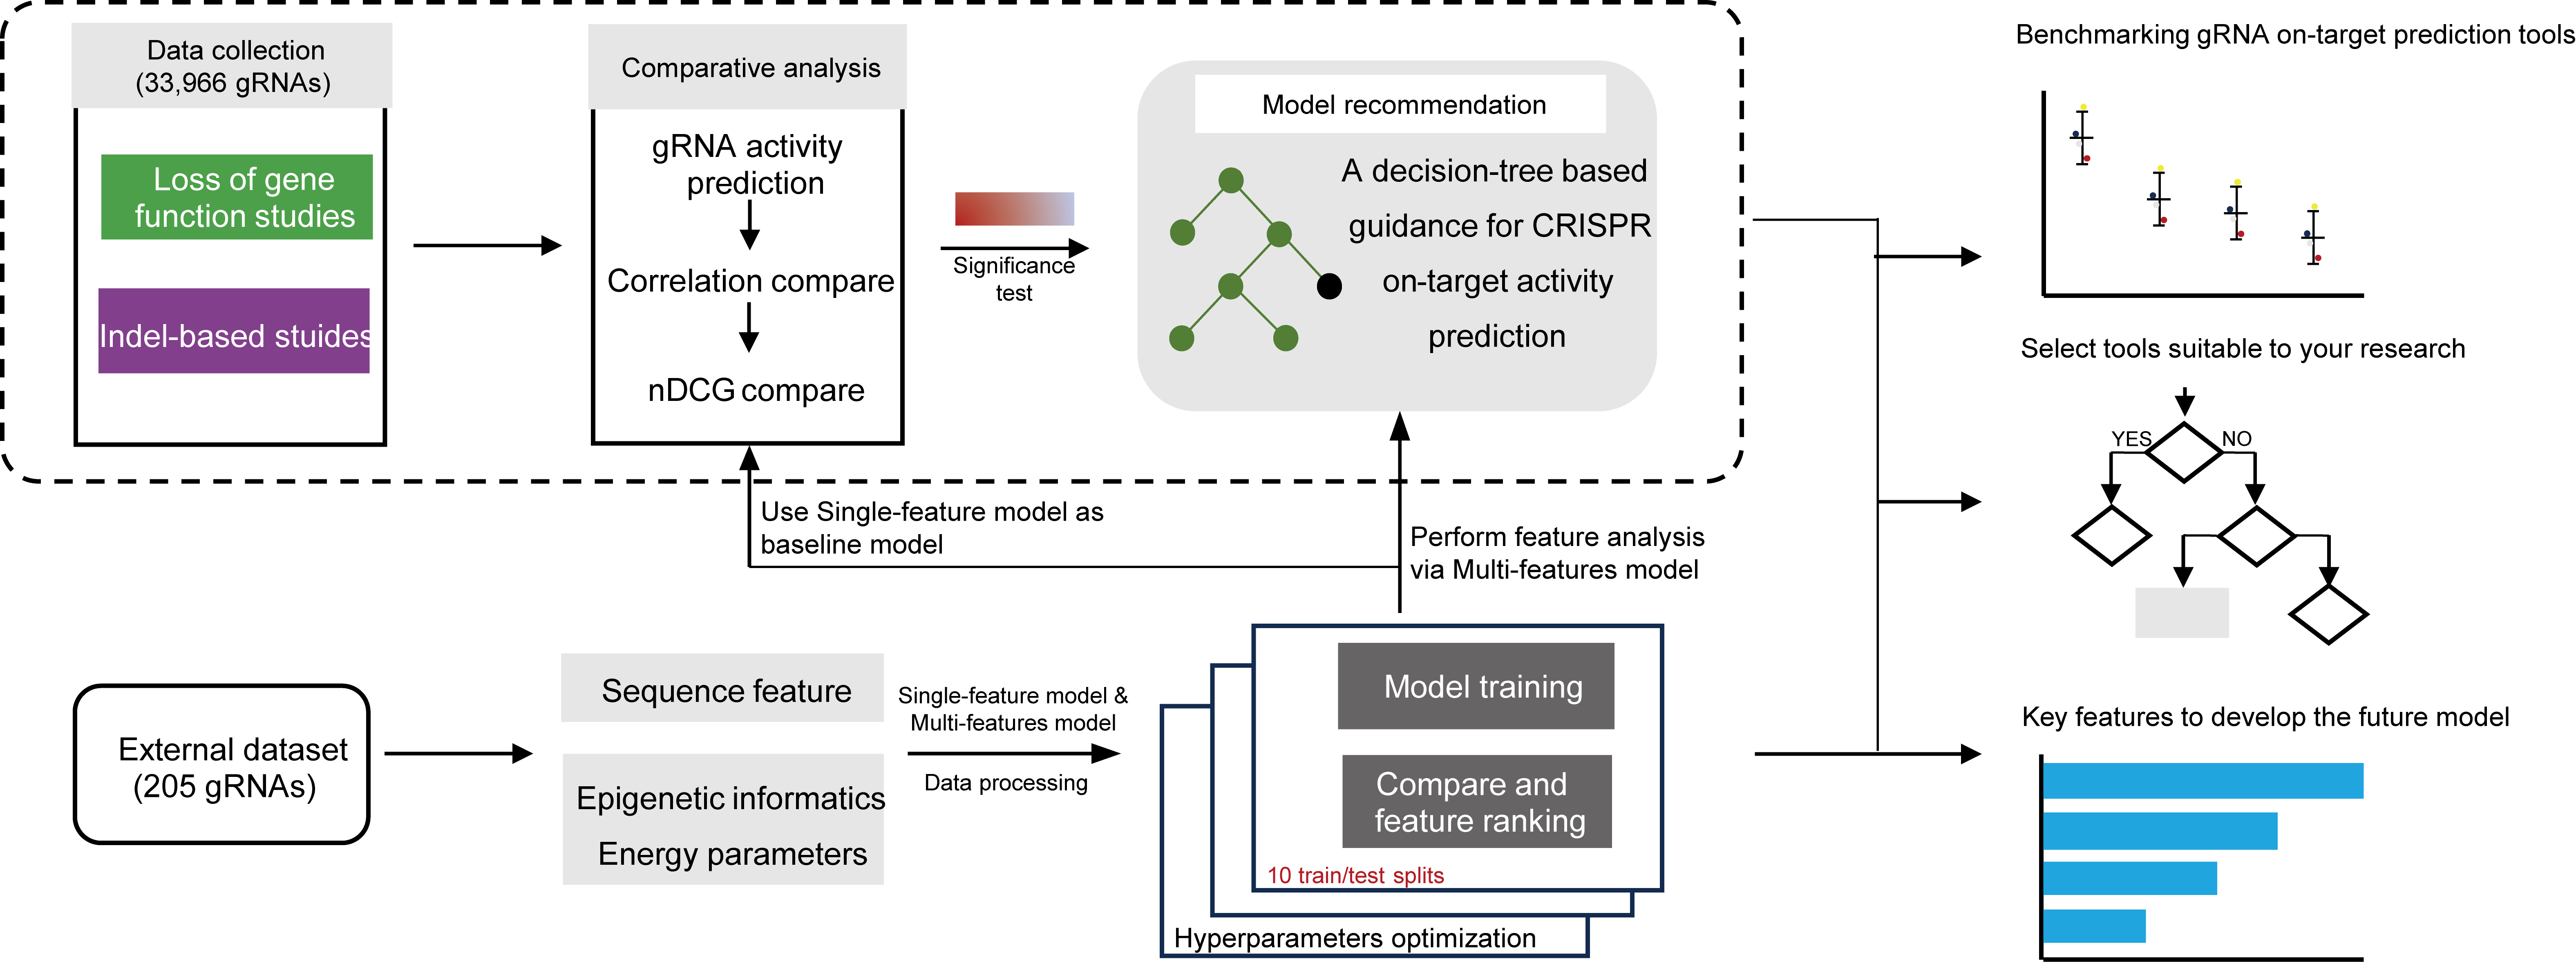 Data collection
(33,966 gRNAs)
Loss of gene
function studies
Indel-based stuides
Comparative analysis
gRNA activity
prediction
Correlation compare
nDCG compare
Significance
test
Model recommendation
A decision-tree based
guidance for CRISPR
on-target activity
prediction
Use Single-feature model as
baseline model
Perform feature analysis
via Multi-features model
External dataset
(205 gRNAs)
Sequence feature
Epigenetic informatics
Energy parameters
Single-feature model &
Multi-features model
Data processing
Model training
Compare and
feature ranking
10 train/test splits
Hyperparameters optimization
Benchmarking gRNA on-target prediction tools
Select tools suitable to your research
YES
NO
Key features to develop the future model